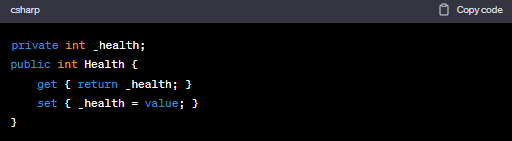 csharp
Copy code
private int _health;
public int Health {
    get { return _health; }
    set { _health = value; }
}